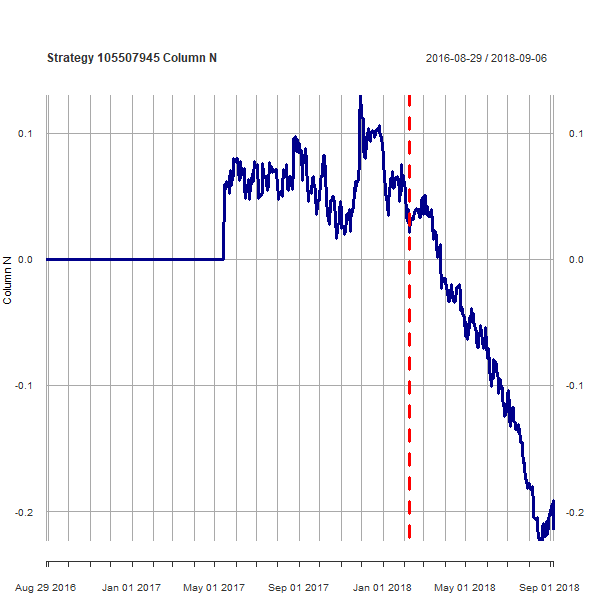 Strategy 105507945 Column N
2016-08-29 / 2018-09-06
0.1
0.1
0.0
0.0
-0.1
-0.1
-0.2
-0.2
Column N
Aug 29 2016
Jan 01 2017
May 01 2017
Sep 01 2017
Jan 01 2018
May 01 2018
Sep 01 2018